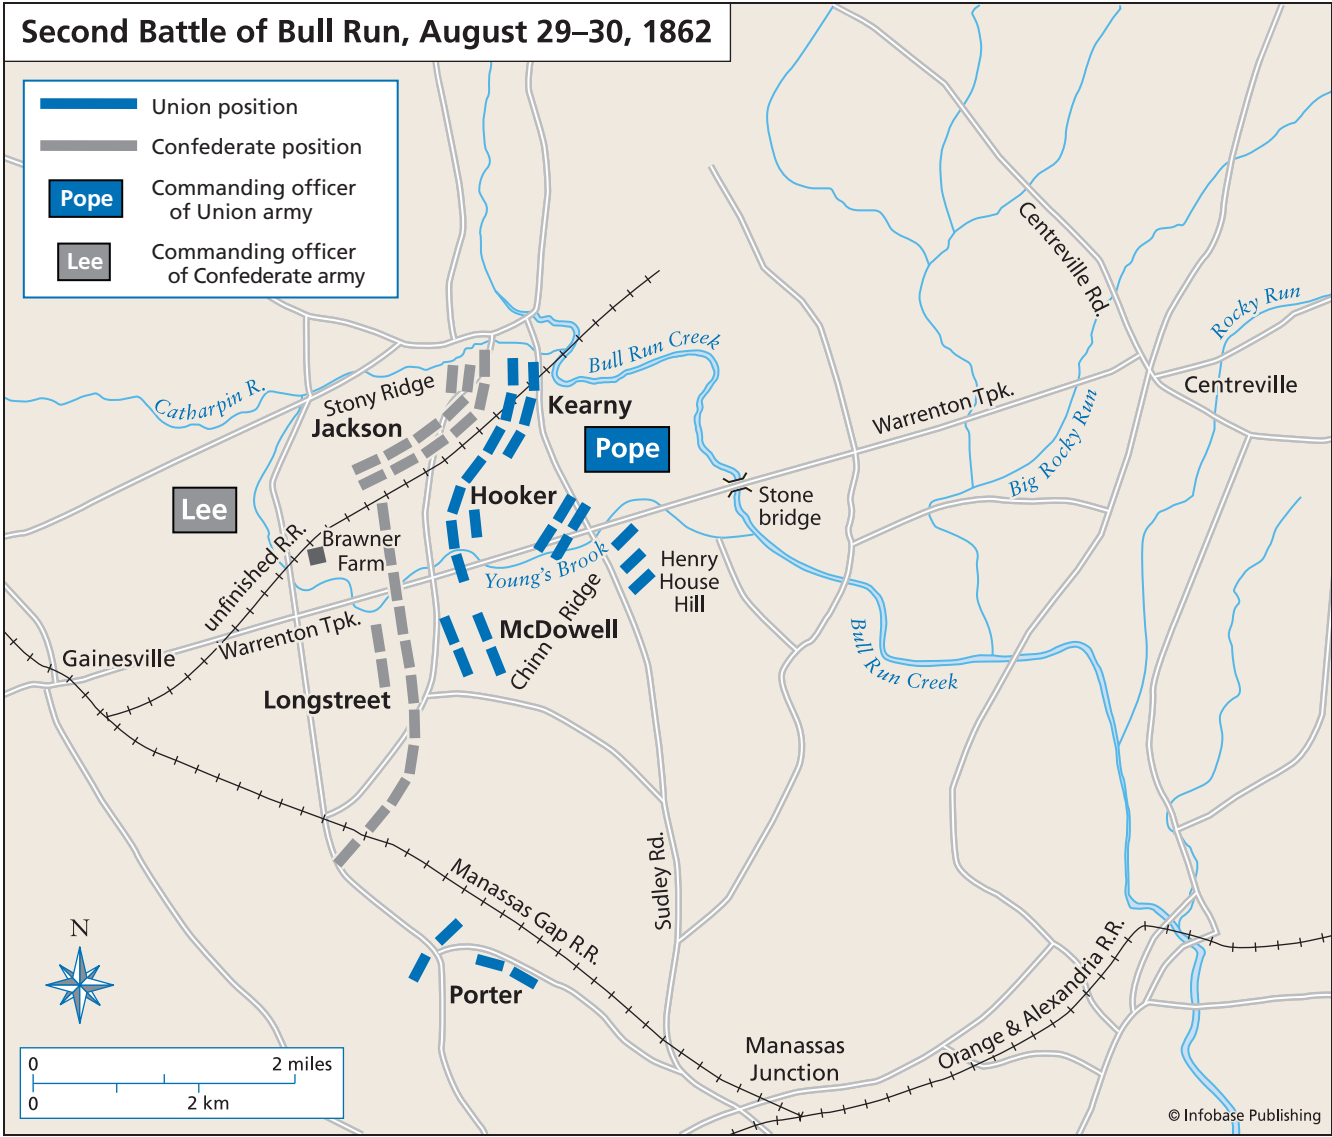 Second Battle of Bull Run, August 29–30, 1862
Union position
Confederate position
Pope
Commanding officer
of Union army
Lee
Commanding officer
of Confederate army
Centreville Rd.
Rocky Run
Bull Run Creek
Catharpin R.
Stony Ridge
Jackson
Kearny
Centreville
Warrenton Tpk.
Big Rocky Run
Pope
Hooker
Lee
Stone
bridge
unfinished R.R.
Brawner
Farm
Young's Brook
Henry
House
Hill
Warrenton Tpk.
McDowell
Chinn Ridge
Bull Run Creek
Gainesville
Longstreet
Manassas Gap R.R.
Sudley Rd.
N
Porter
Orange & Alexandria R.R.
Manassas
Junction
0
2 miles
0
2 km
© Infobase Publishing